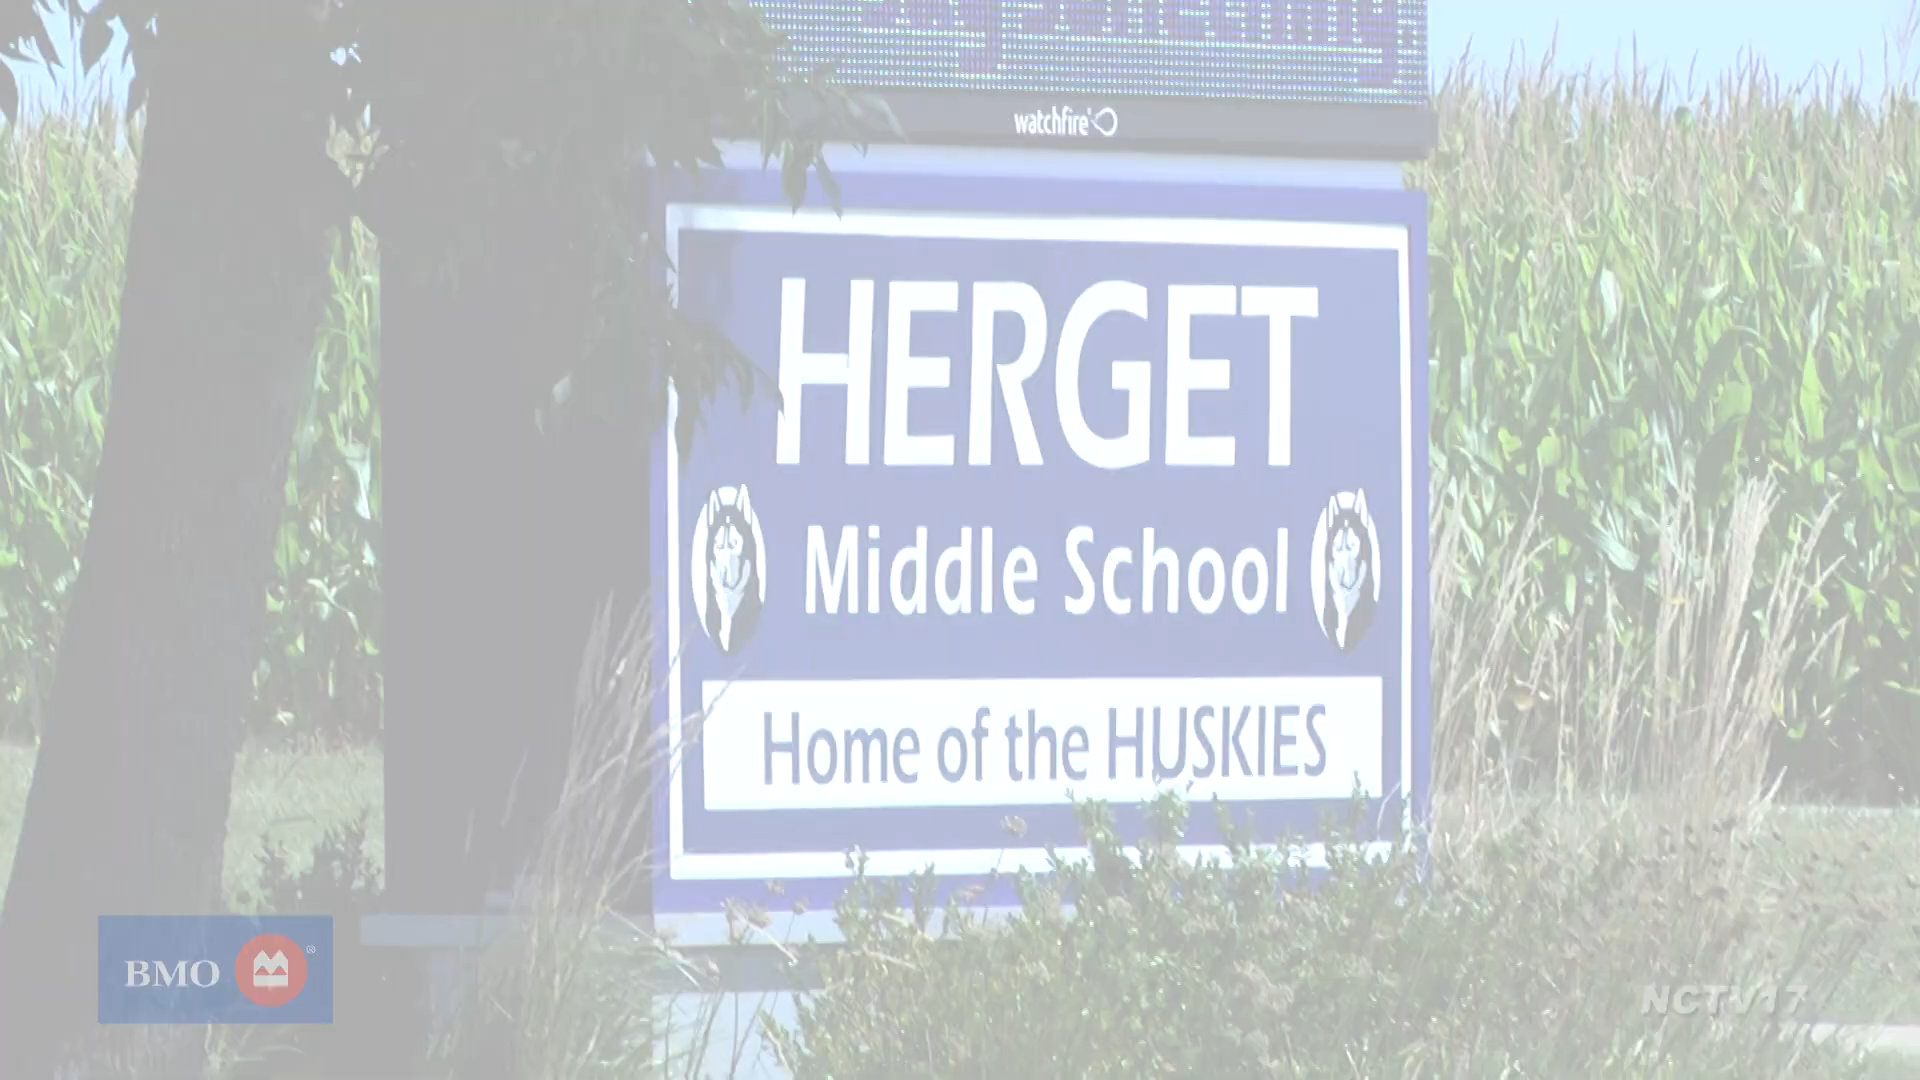 watchfire
HERGET
Middle School
Home of the HUSKIES
BMO
NCTV17